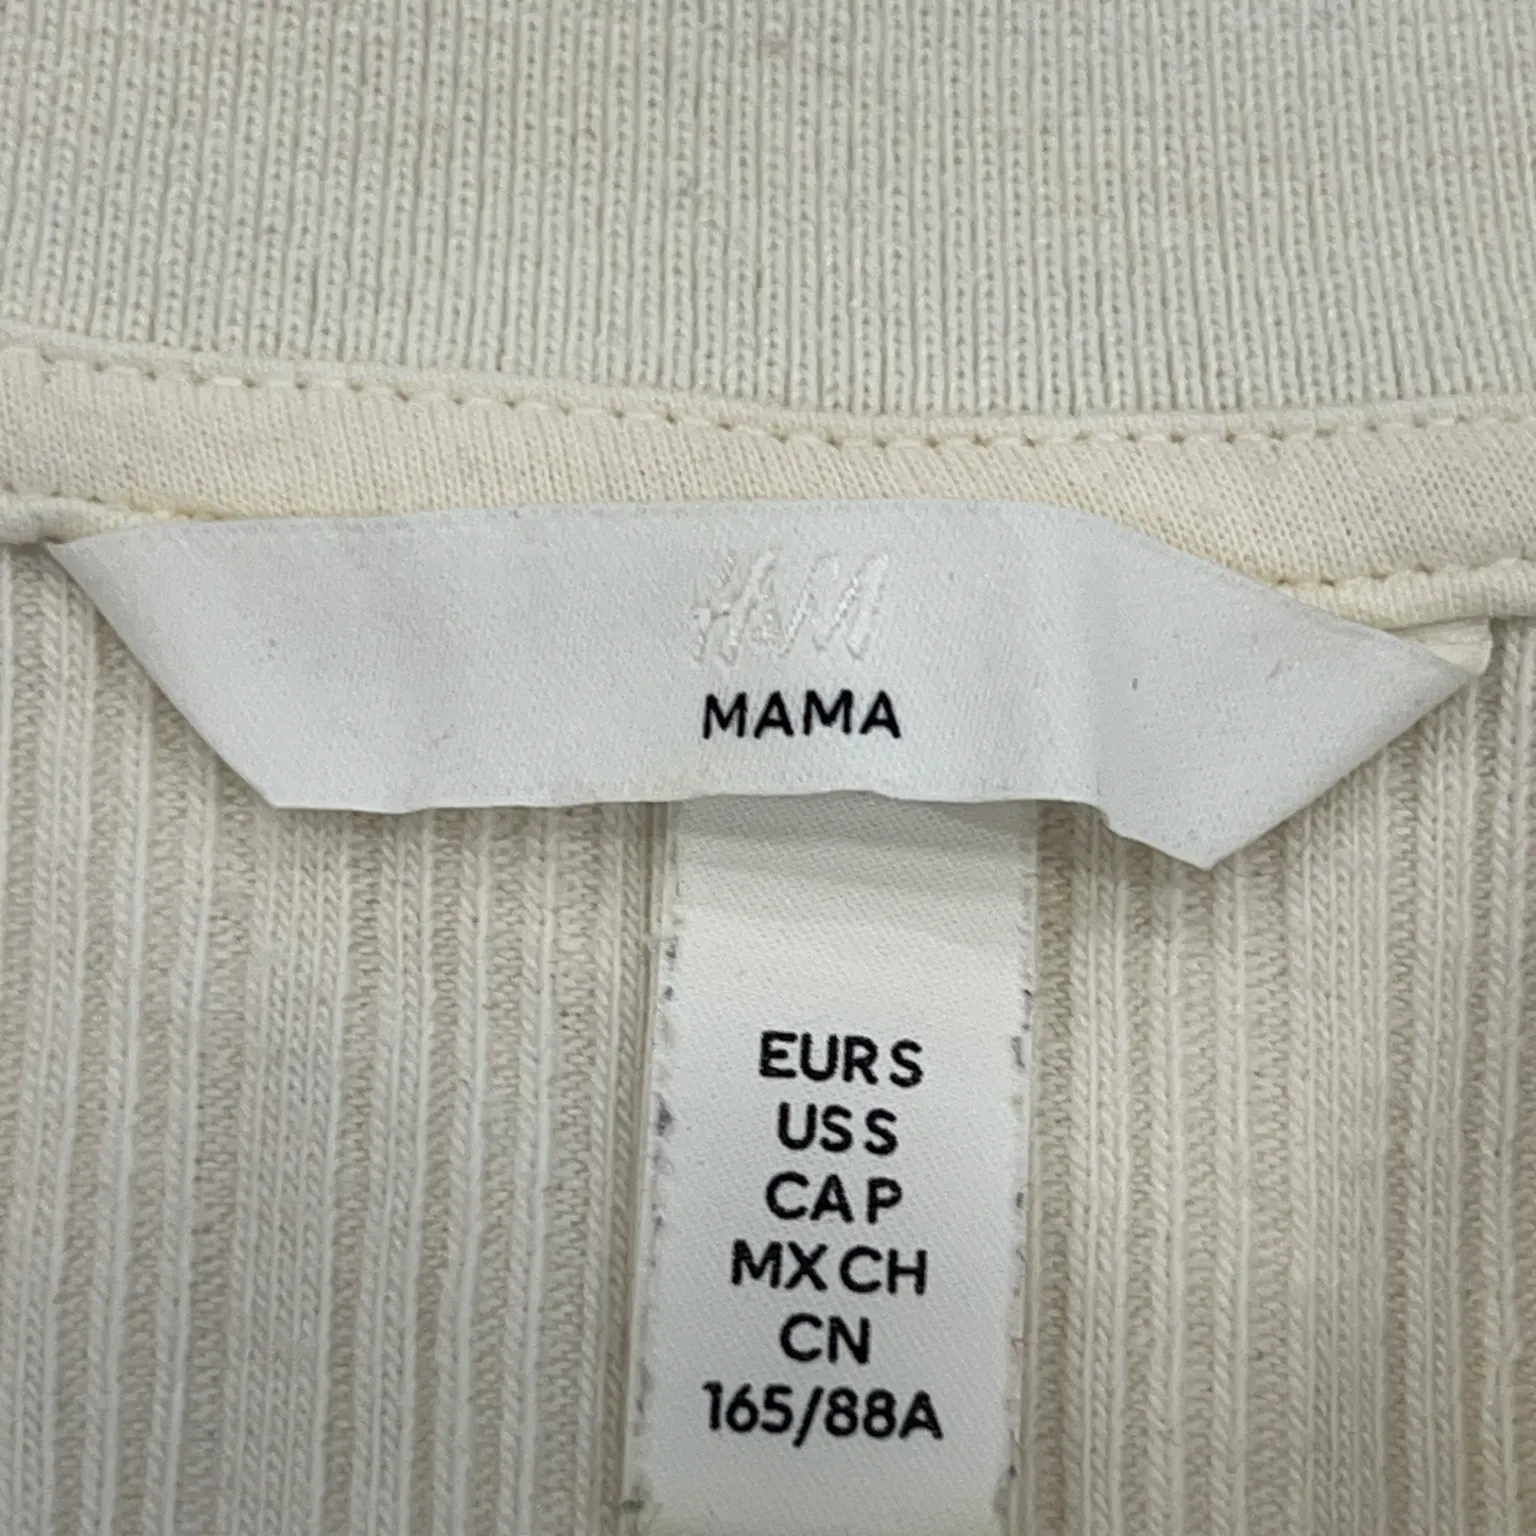 H&M
MAMA
EUR S
US S
CA P
MX CH
CN
165/88A